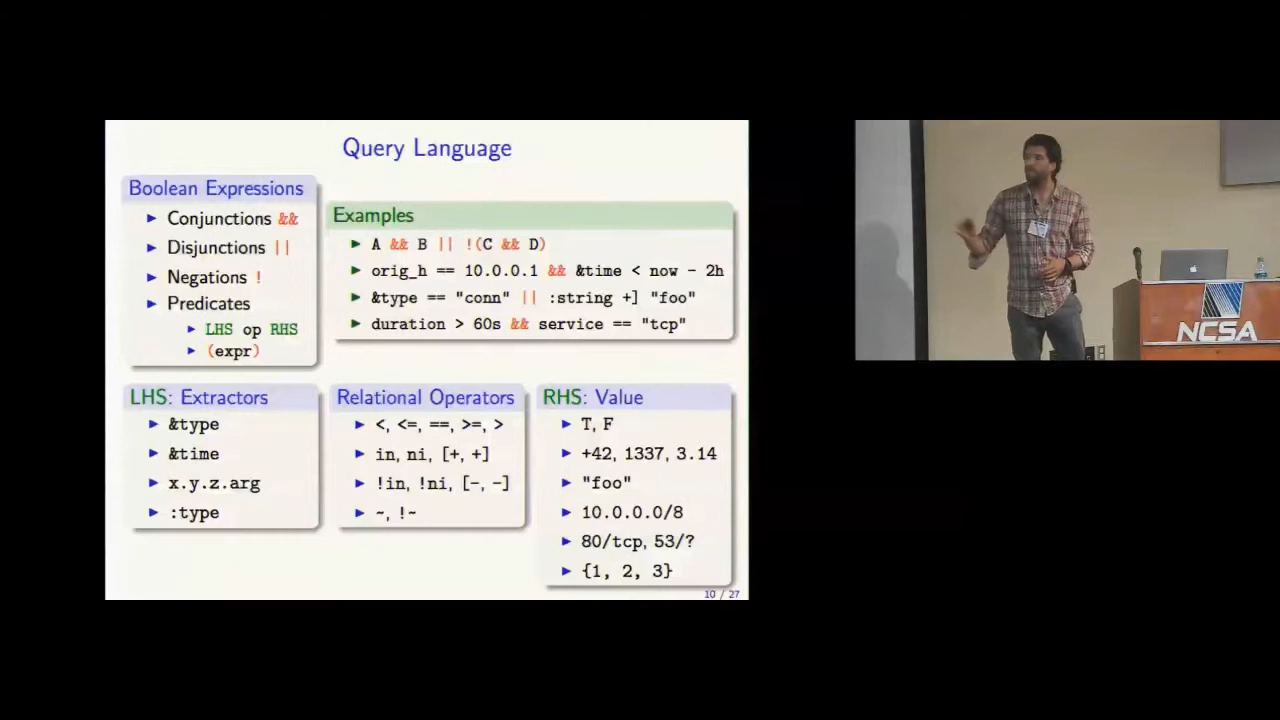 Query Language
Boolean Expressions
► Conjunctions &&
► Disjunctions ||
► Negations !
► Predicates
► LHS op RHS
► (expr)
Examples
► A && B || !(C && D)
► orig_h == 10.0.0.1 && &time < now - 2h
► &type == "conn" || :string +] "foo"
► duration > 60s && service == "tcp"
LHS: Extractors
► &type
► &time
► x.y.z.arg
► :type
Relational Operators
► <, <=, ==, >=, >
► in, ni, [+, +]
► !in, !ni, [-, -]
► ~, !~
RHS: Value
► T, F
► +42, 1337, 3.14
► "foo"
► 10.0.0.0/8
► 80/tcp, 53/?
► {1, 2, 3}
10 / 27
NCSA